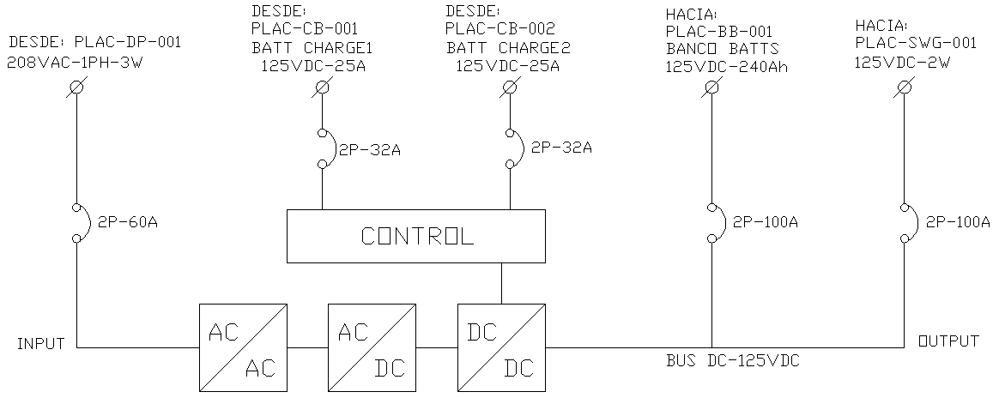 DESDE: PLAC-DP-001
208VAC-1PH-3W
DESDE:
PLAC-CB-001
BATT CHARGE1
125VDC-25A
DESDE:
PLAC-CB-002
BATT CHARGE2
125VDC-25A
HACIA:
PLAC-BB-001
BANCO BATTS
125VDC-240Ah
HACIA:
PLAC-SWG-001
125VDC-2W
2P-32A
2P-32A
2P-60A
2P-100A
2P-100A
CONTROL
AC
AC
AC
DC
DC
DC
INPUT
OUTPUT
BUS DC-125VDC